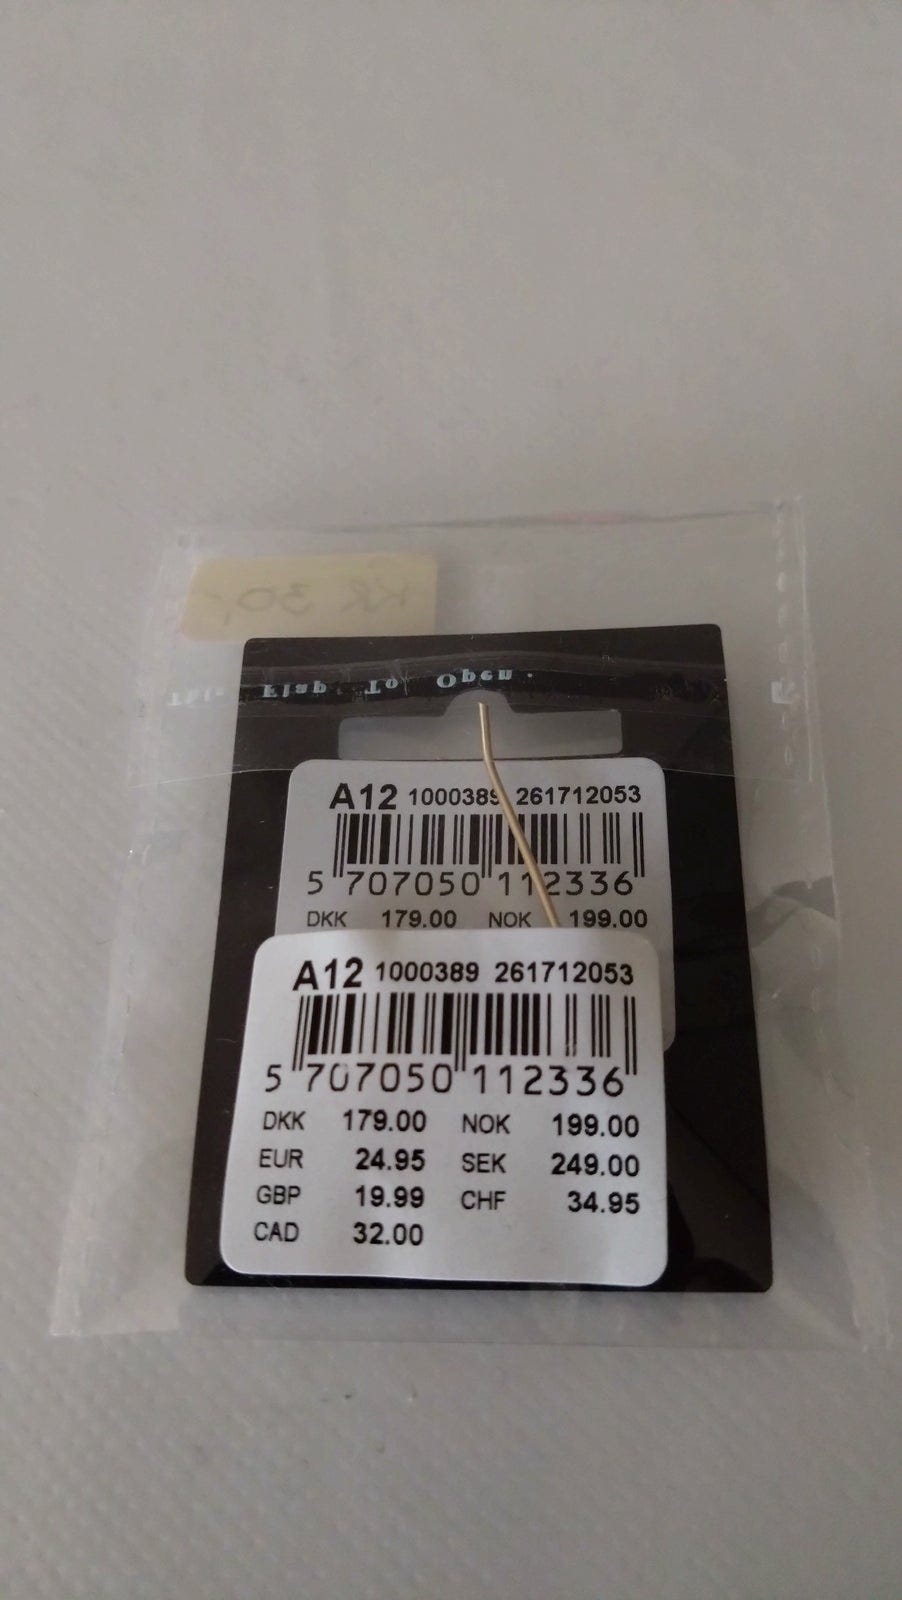 KR 30,-
This Flap To Open.
A12 1000389 261712053
5 707050 112336
DKK 179.00 NOK 199.00
A12 1000389 261712053
5 707050 112336
DKK 179.00 NOK 199.00
EUR 24.95 SEK 249.00
GBP 19.99 CHF 34.95
CAD 32.00